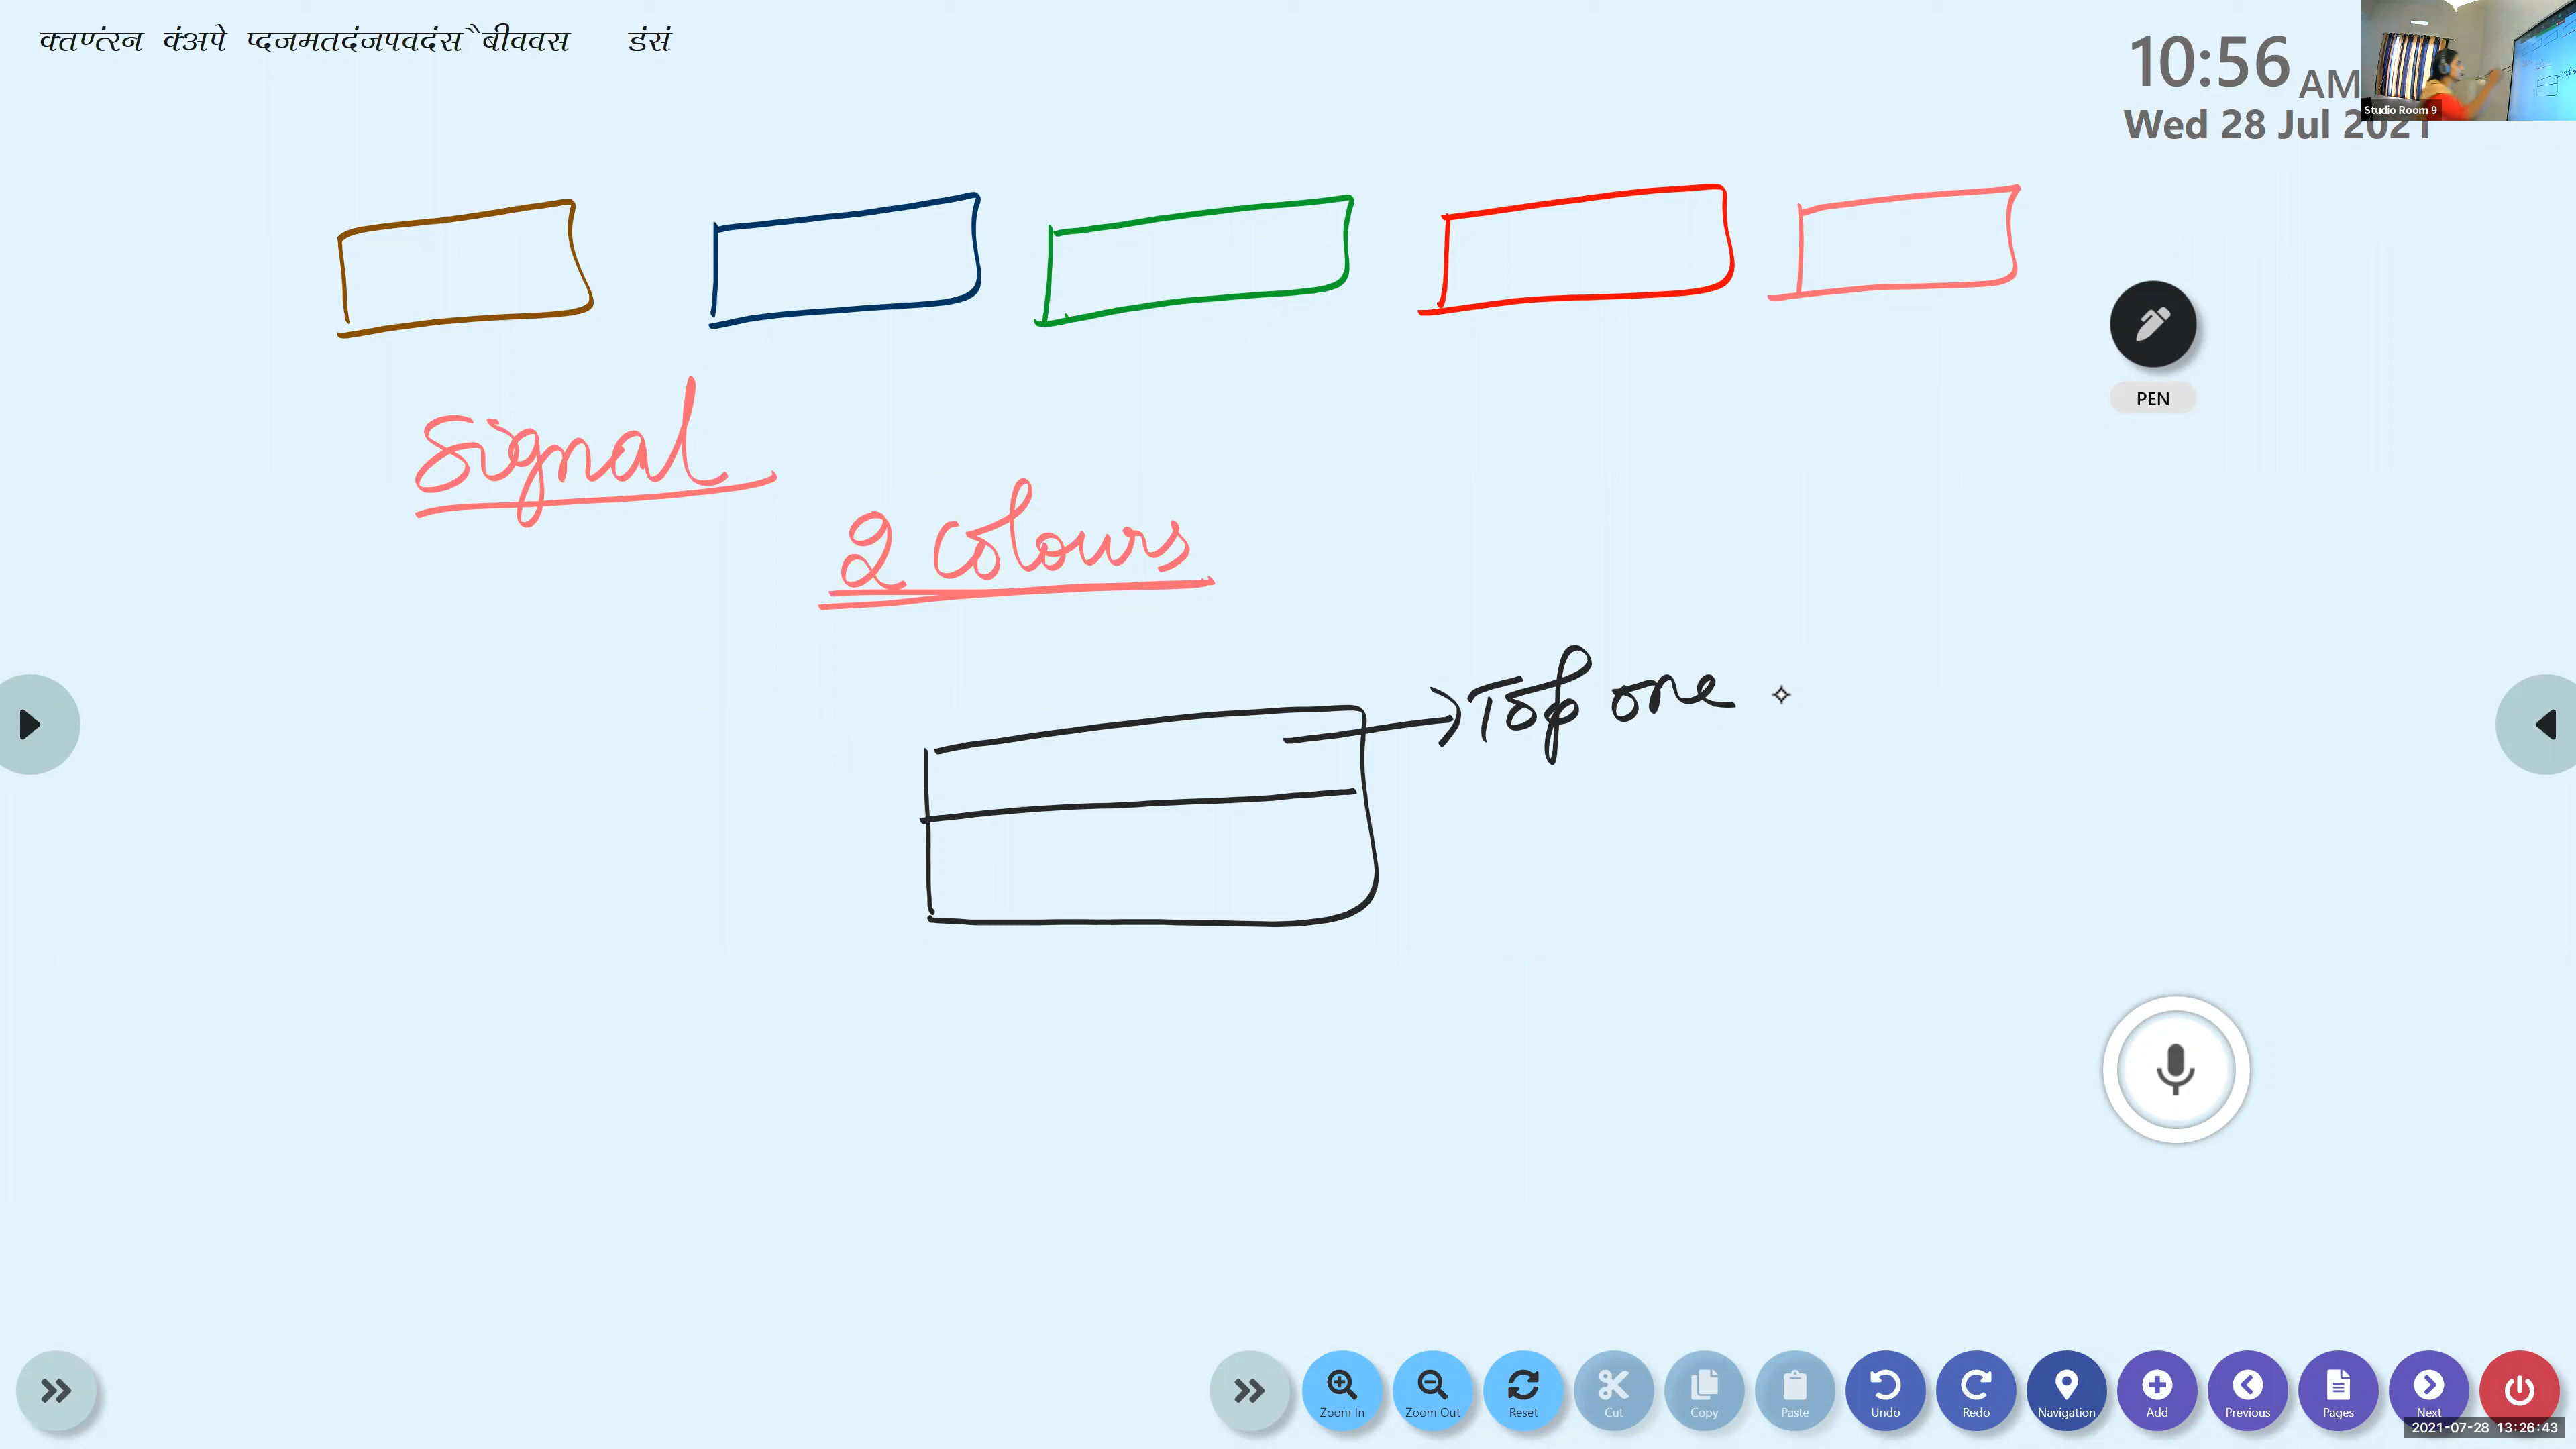 क्तण्तंरन कंअपे प्दजमतदंजपवदंस ैबीववस डंसं
10:56 AM
Wed 28 Jul 2021
Studio Room 9
PEN
Signal
2 colours
Top one
Zoom In Zoom Out Reset Cut Copy Paste Undo Redo Navigation Add Previous Pages Next
2021-07-28 13:26:43